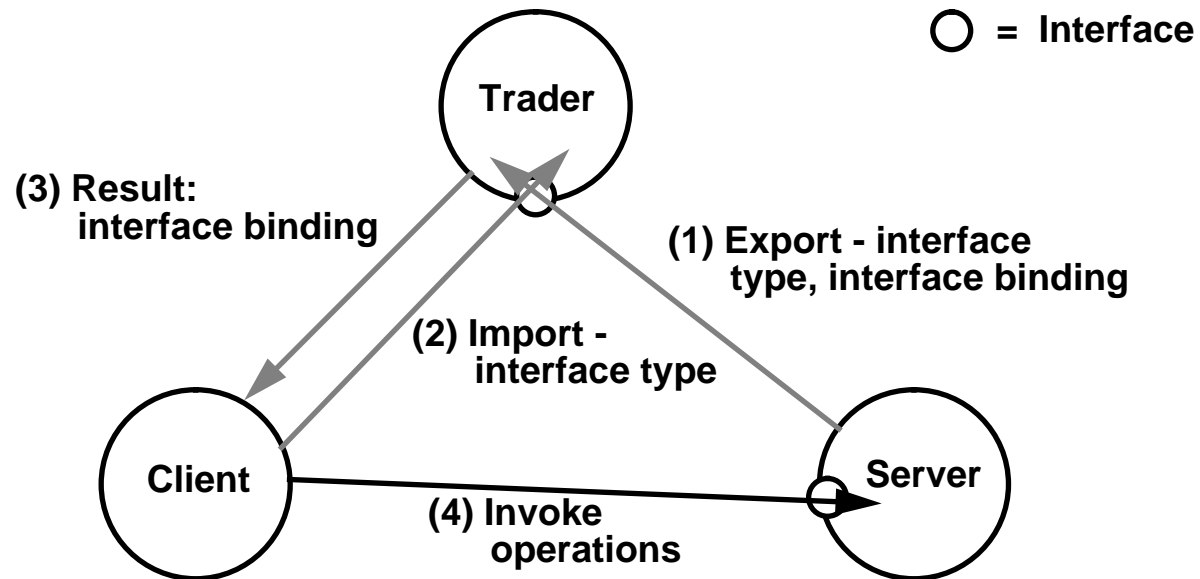 = Interface
Trader
(3) Result:
interface binding
(1) Export - interface
type, interface binding
(2) Import -
interface type
Client
Server
(4) Invoke
operations